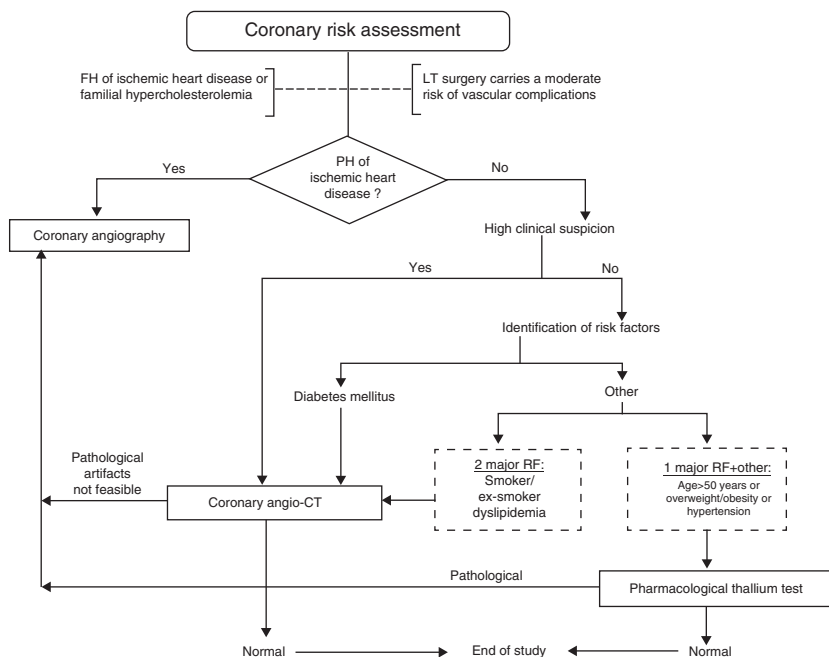 Coronary risk assessment
FH of ischemic heart disease or
familial hypercholesterolemia
LT surgery carries a moderate
risk of vascular complications
PH of
ischemic heart
disease ?
Yes
No
Coronary angiography
High clinical suspicion
Yes
No
Identification of risk factors
Diabetes mellitus
Other
Pathological
artifacts
not feasible
2 major RF:
Smoker/
ex-smoker
dyslipidemia
1 major RF+other:
Age>50 years or
overweight/obesity or
hypertension
Coronary angio-CT
Pathological
Pharmacological thallium test
Normal
End of study
Normal